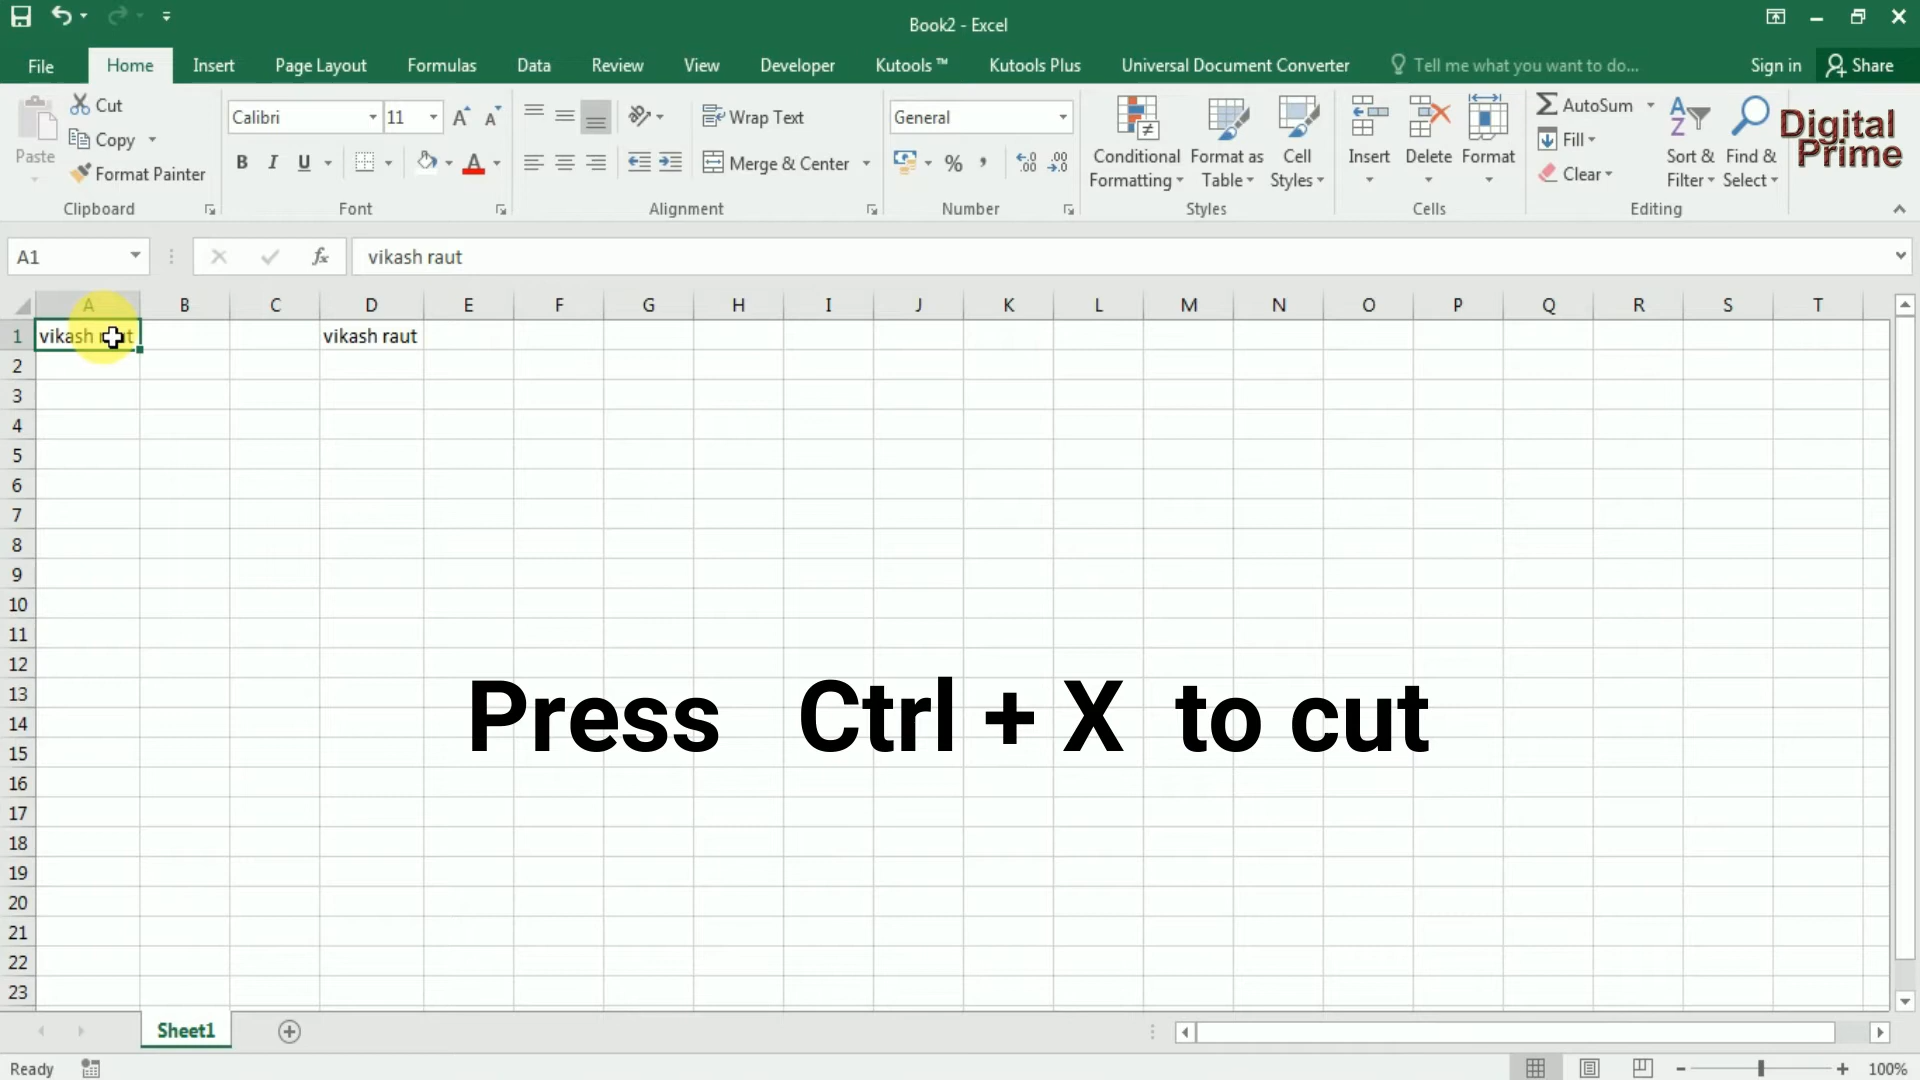 Book2 - Excel
File Home Insert Page Layout Formulas Data Review View Developer Kutools ™ Kutools Plus Universal Document Converter Tell me what you want to do... Sign in Share
Cut
Copy
Format Painter
Paste
Clipboard
Calibri 11
B I U
Font
Wrap Text
Merge & Center
Alignment
General
%
Number
Conditional Formatting
Format as Table
Cell Styles
Styles
Insert Delete Format
Cells
AutoSum
Fill
Clear
Sort & Filter
Find & Select
Editing
Digital
Prime
A1 fx vikash raut
A B C D E F G H I J K L M N O P Q R S T
1 vikash raut vikash raut
2
3
4
5
6
7
8
9
10
11
12
13
14
15
16
17
18
19
20
21
22
23
Press Ctrl + X to cut
Sheet1
Ready 100%